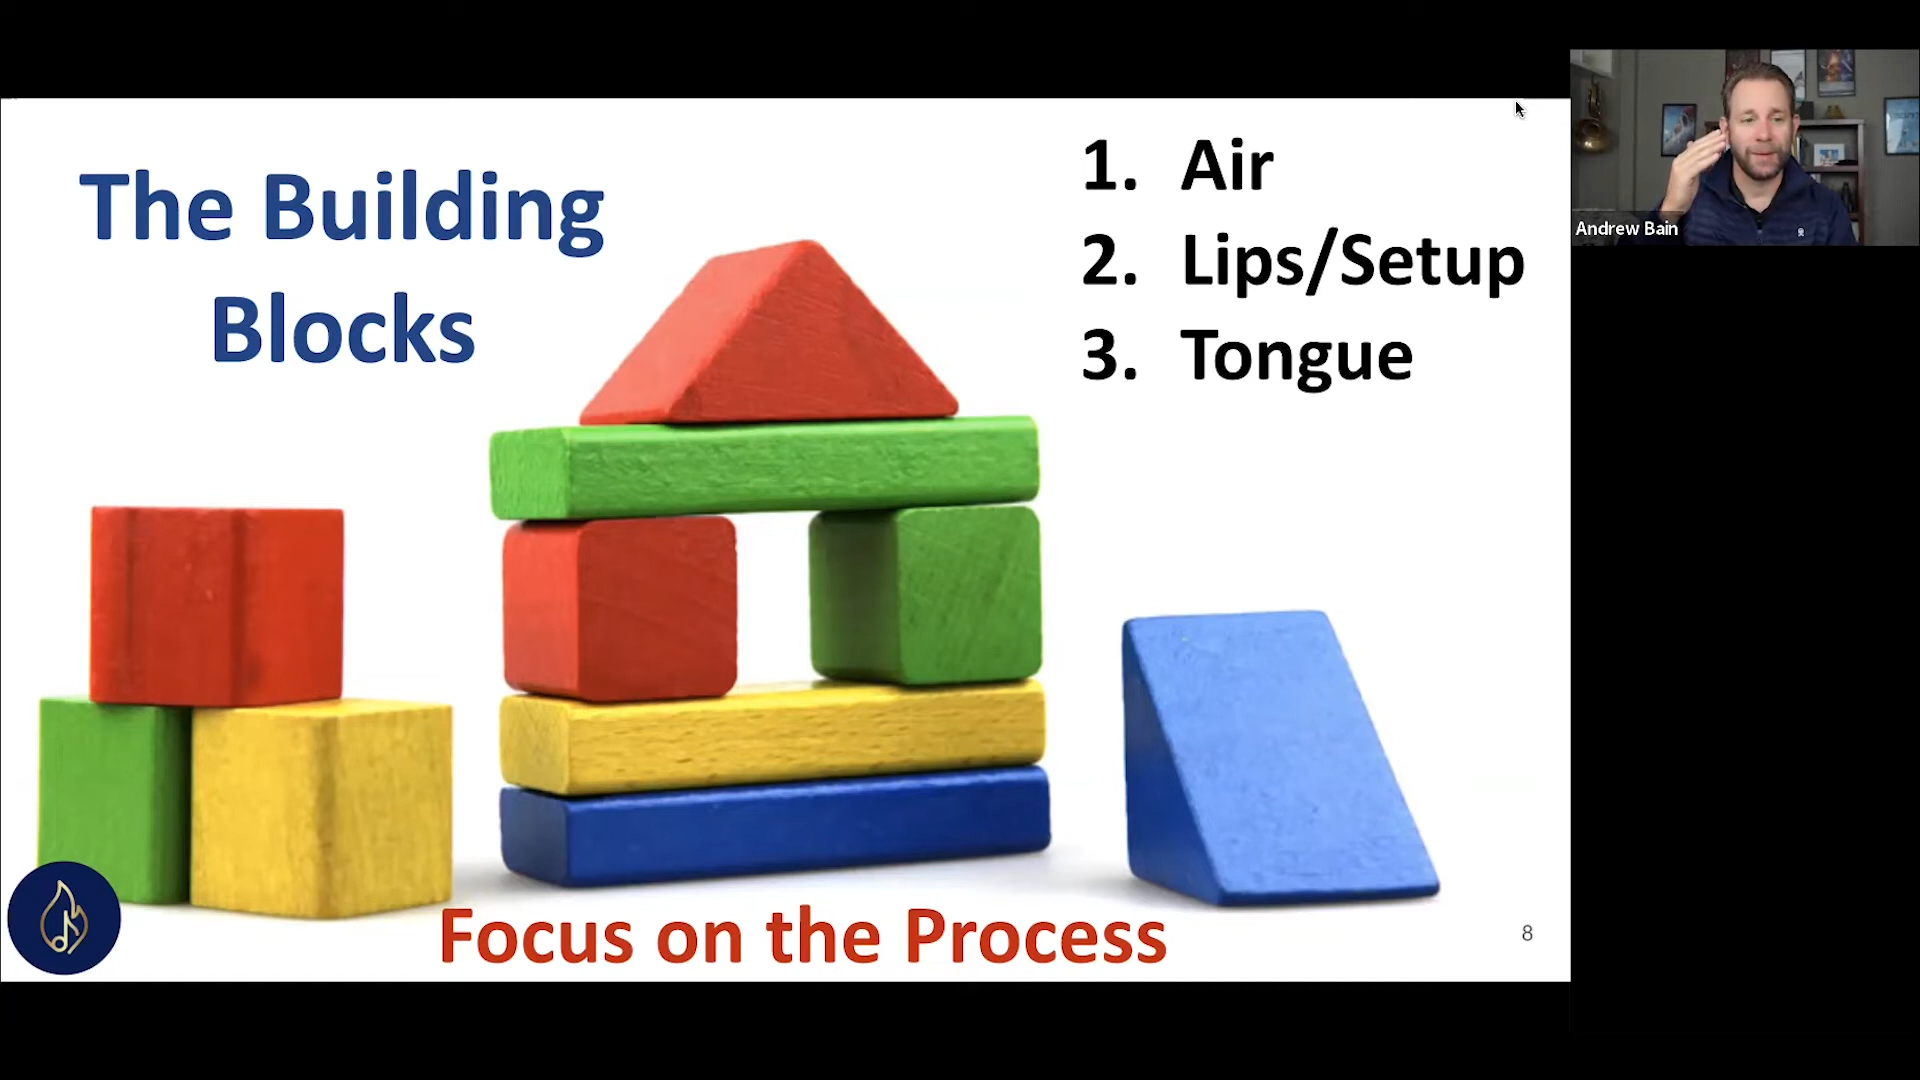 The Building
Blocks
1. Air
2. Lips/Setup
3. Tongue
Andrew Bain
Focus on the Process
8